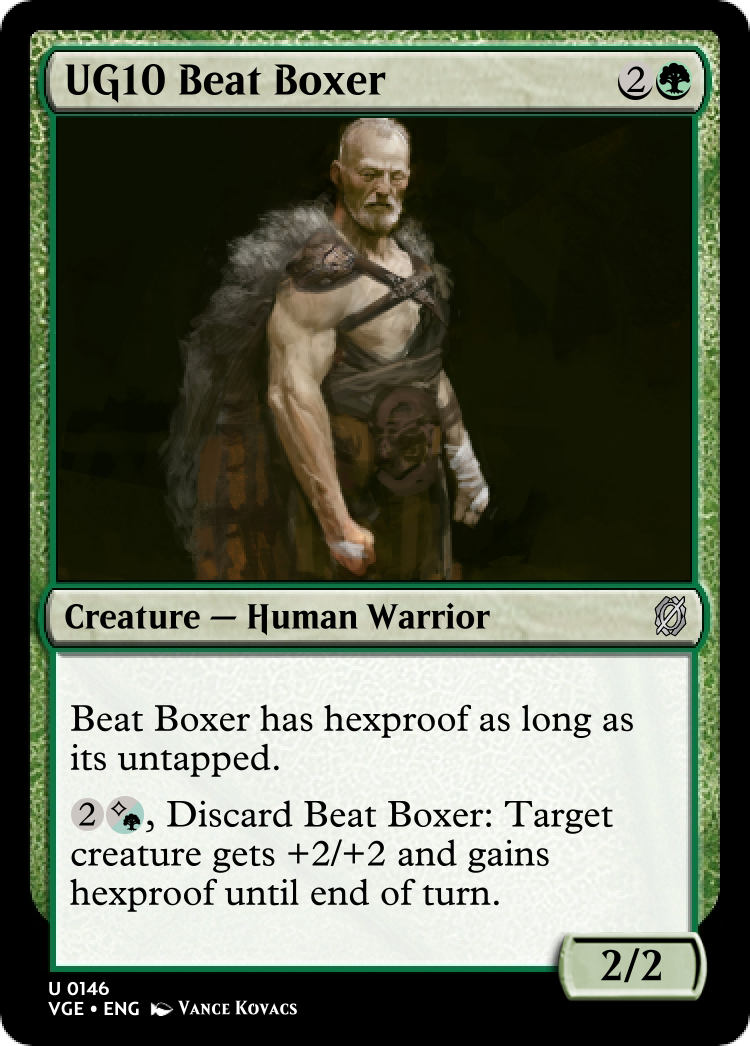 UG10 Beat Boxer 2
Creature — Human Warrior
Beat Boxer has hexproof as long as
its untapped.
2, Discard Beat Boxer: Target
creature gets +2/+2 and gains
hexproof until end of turn.
2/2
U 0146
VGE • ENG Vance Kovacs